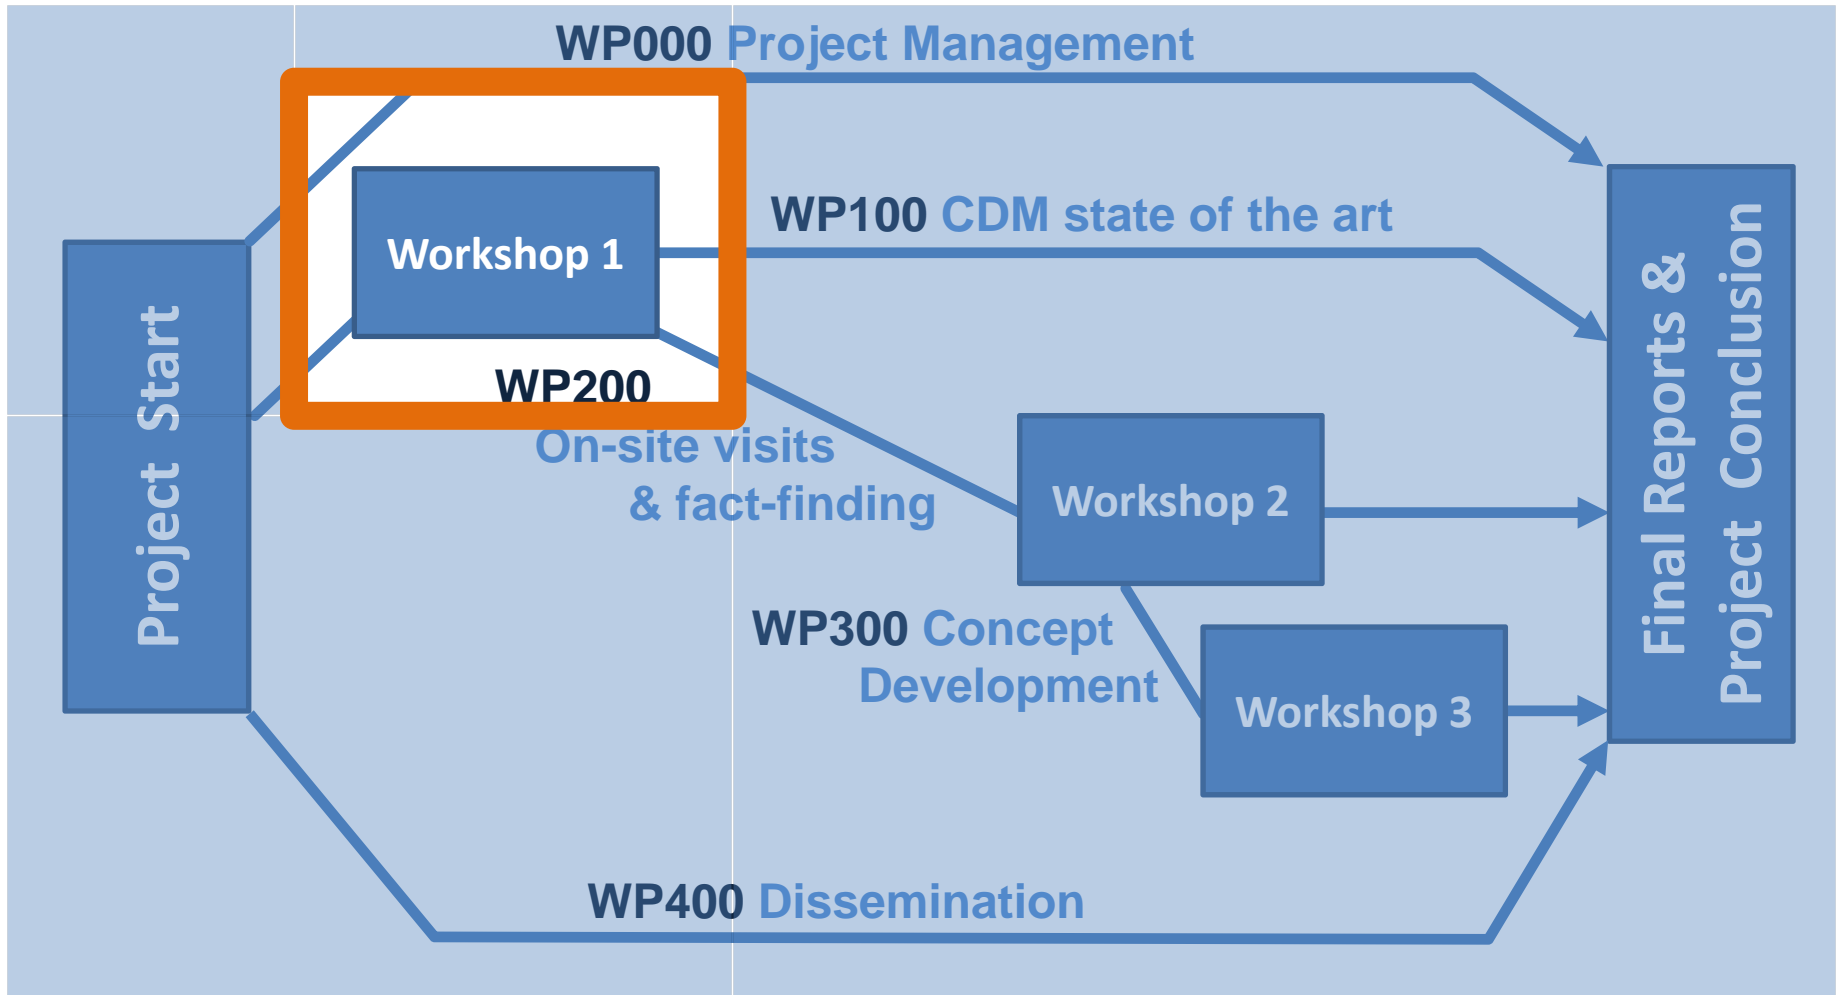 WP000 Project Management
WP100 CDM state of the art
Workshop 1
Project Start
WP200
On-site visits
& fact-finding
Workshop 2
WP300 Concept
Development
Workshop 3
Final Reports &
Project Conclusion
WP400 Dissemination